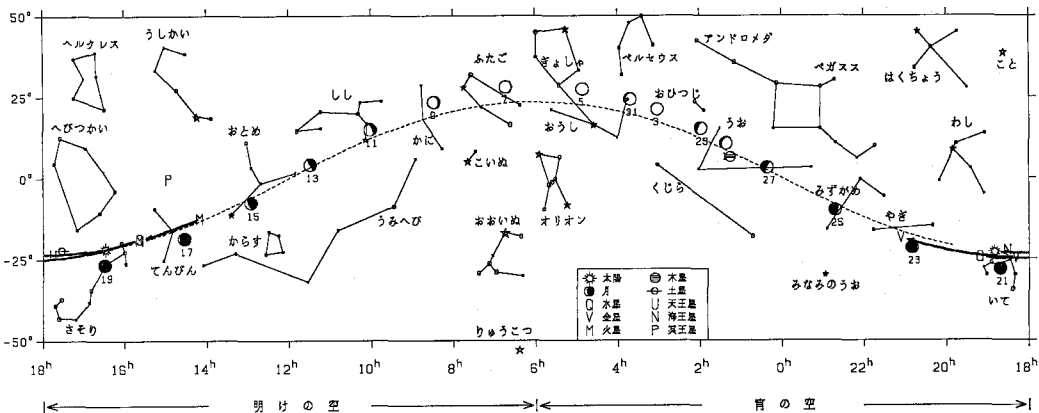 50°
25°
0°
-25°
-50°
ヘルクレス
うしかい
ふたご
ぎょしゃ
ペルセウス
アンドロメダ
ペガスス
はくちょう
こと
へびつかい
おとめ
しし
かに
おうし
おひつじ
うお
わし
P
こいぬ
くじら
みずがめ
M
からす
うみへび
おおいぬ
オリオン
やぎ
V
てんびん
Q
U
みなみのうお
Q
N
V
さそり
いて
りゅうこつ
19
17
15
13
11
9
7
5
3
1
31
29
27
25
23
21
太陽
月
Q 水星
V 金星
M 火星
木星
土星
U 天王星
N 海王星
P 冥王星
18h 16h 14h 12h 10h 8h 6h 4h 2h 0h 22h 20h 18h
明けの空 宵の空